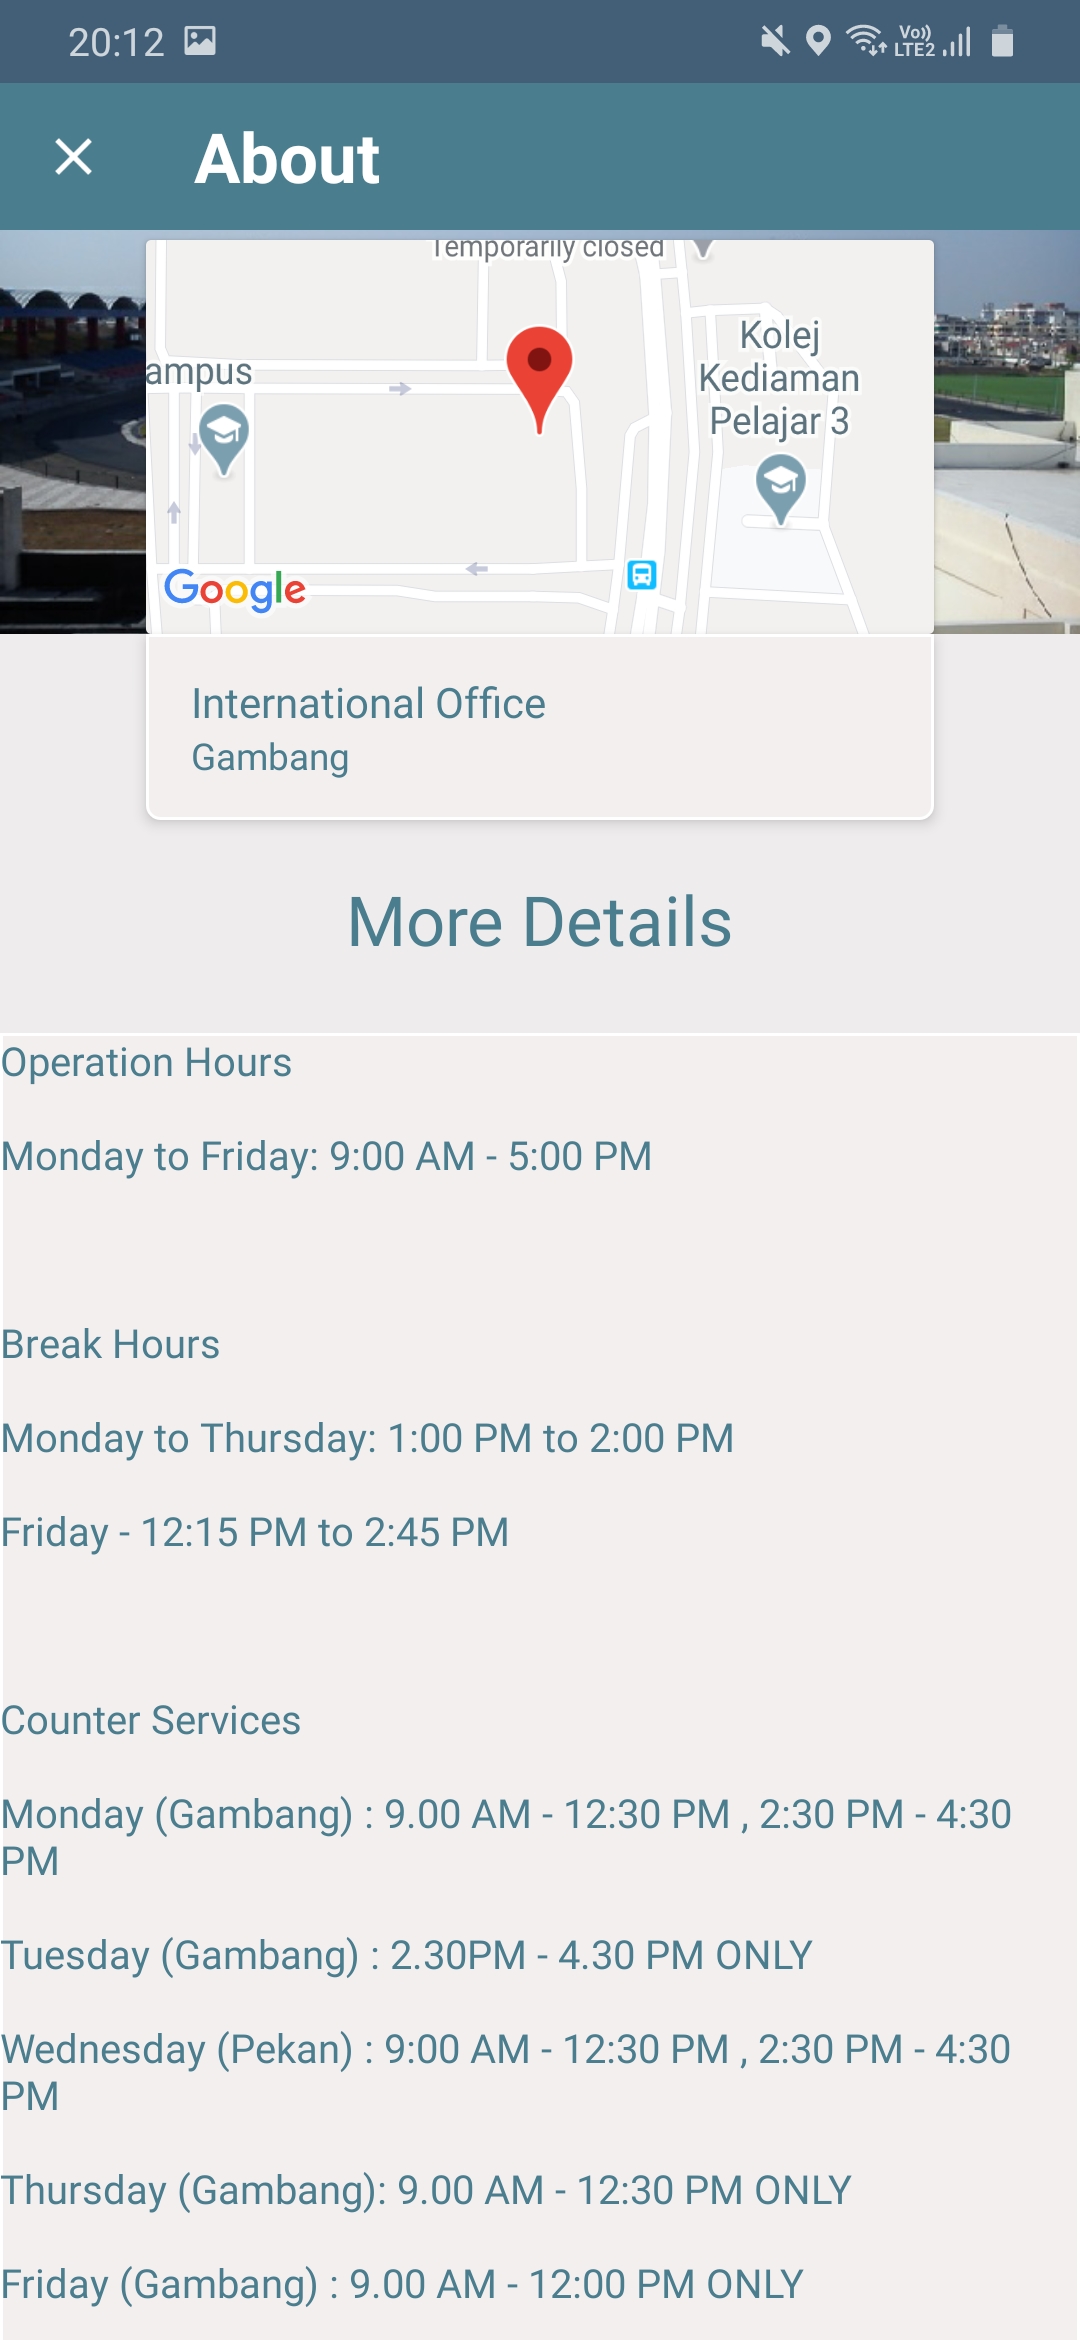 20:12
Vo))
LTE2
About
Temporarily closed
Kolej
Kediaman
Pelajar 3
ampus
Google
International Office
Gambang
More Details
Operation Hours
Monday to Friday: 9:00 AM - 5:00 PM
Break Hours
Monday to Thursday: 1:00 PM to 2:00 PM
Friday - 12:15 PM to 2:45 PM
Counter Services
Monday (Gambang) : 9.00 AM - 12:30 PM , 2:30 PM - 4:30
PM
Tuesday (Gambang) : 2.30PM - 4.30 PM ONLY
Wednesday (Pekan) : 9:00 AM - 12:30 PM , 2:30 PM - 4:30
PM
Thursday (Gambang): 9.00 AM - 12:30 PM ONLY
Friday (Gambang) : 9.00 AM - 12:00 PM ONLY